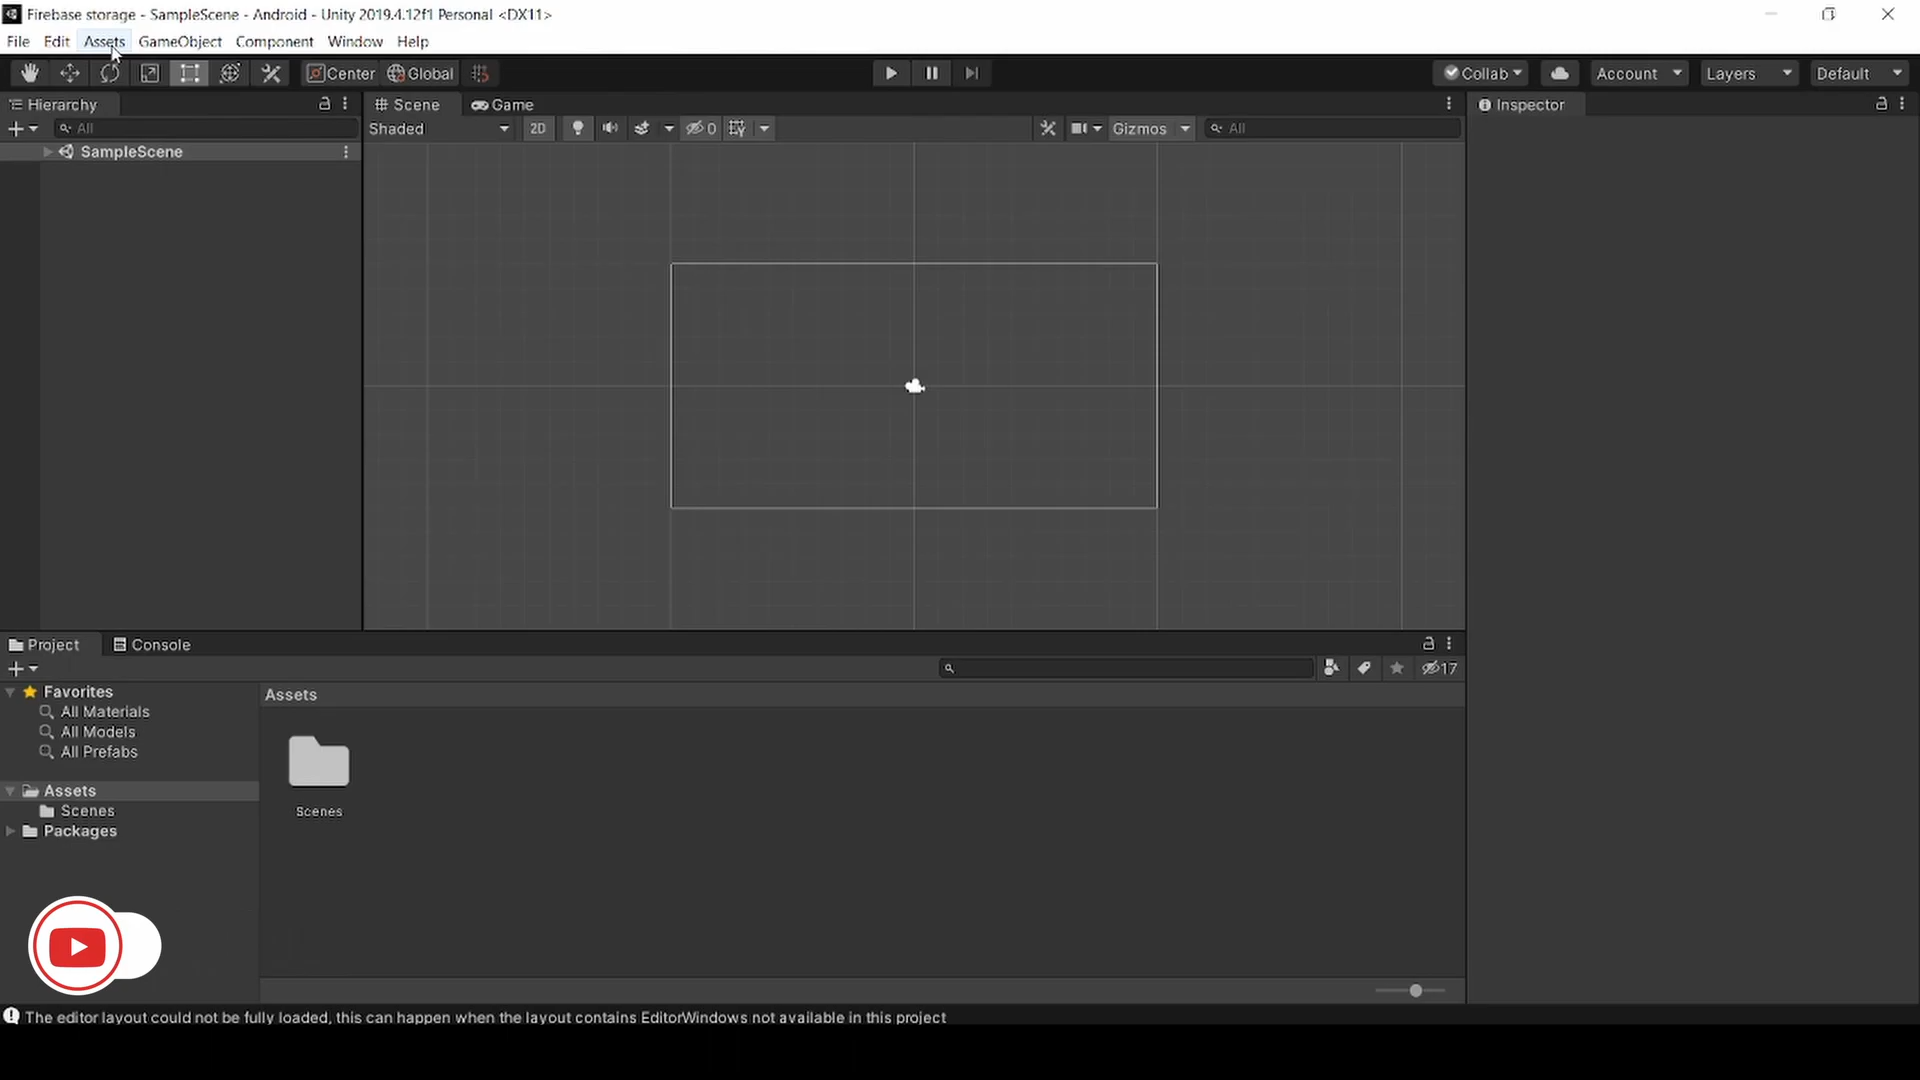 Firebase storage - SampleScene - Android - Unity 2019.4.12f1 Personal <DX11>
File Edit Assets GameObject Component Window Help
Center Global Collab Account Layers Default
Hierarchy Scene Game Inspector
All Shaded 2D 0 Gizmos All
SampleScene
Project Console
17
Favorites Assets
All Materials
All Models
All Prefabs
Assets
Scenes Scenes
Packages
The editor layout could not be fully loaded, this can happen when the layout contains EditorWindows not available in this project